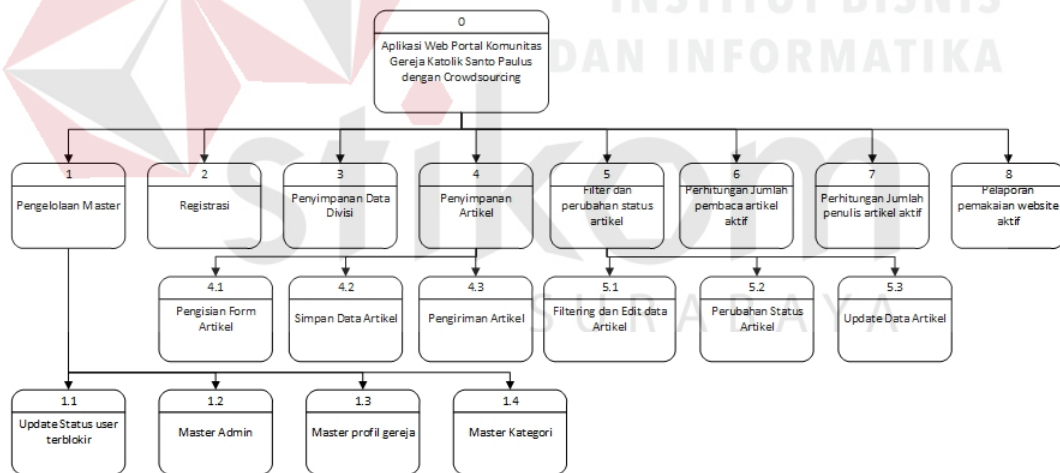 INSTITUT BISNIS
DAN INFORMATIKA
stikom
SURABAYA
0
Aplikasi Web Portal Komunitas
Gereja Katolik Santo Paulus
dengan Crowdsourcing
1
Pengelolaan Master
2
Registrasi
3
Penyimpanan Data
Divisi
4
Penyimpanan
Artikel
5
Filter dan
perubahan status
artikel
6
Perhitungan Jumlah
pembaca artikel
aktif
7
Perhitungan Jumlah
penulis artikel aktif
8
Pelaporan
pemakaian website
aktif
4.1
Pengisian Form
Artikel
4.2
Simpan Data Artikel
4.3
Pengiriman Artikel
5.1
Filtering dan Edit data
Artikel
5.2
Perubahan Status
Artikel
5.3
Update Data Artikel
1.1
Update Status user
terblokir
1.2
Master Admin
1.3
Master profil gereja
1.4
Master Kategori